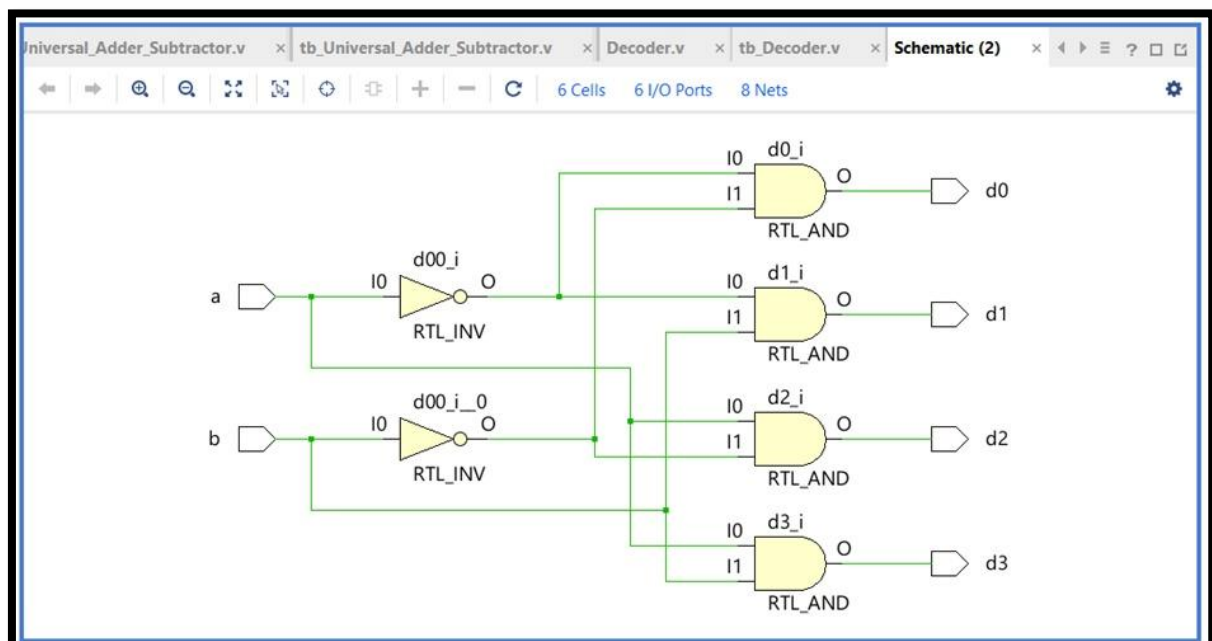 Universal_Adder_Subtractor.v × tb_Universal_Adder_Subtractor.v × Decoder.v × tb_Decoder.v × Schematic (2) × ?
6 Cells 6 I/O Ports 8 Nets
d0_i
I0
O
I1
d0
RTL_AND
d00_i
d1_i
I0
O
I0
O
a
I1
d1
RTL_INV
RTL_AND
d00_i__0
d2_i
I0
O
I0
O
b
I1
d2
RTL_INV
RTL_AND
d3_i
I0
O
I1
d3
RTL_AND